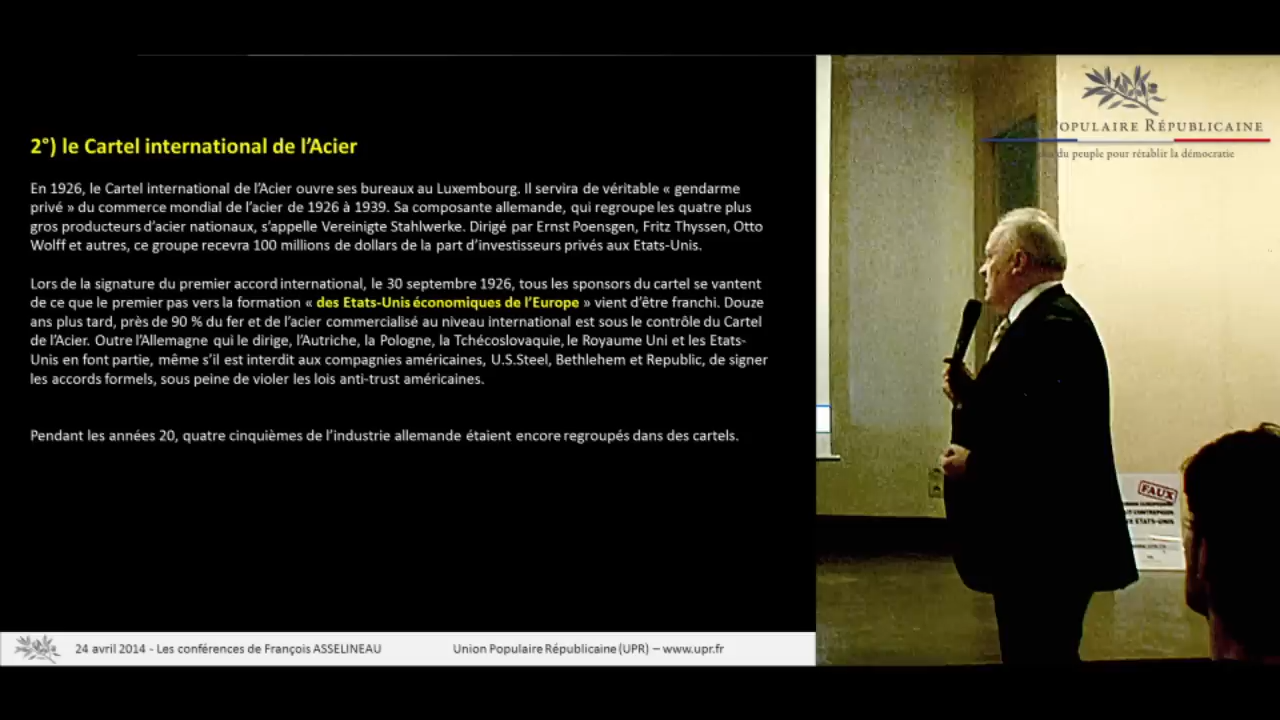 2°) le Cartel international de l'Acier
En 1926, le Cartel international de l'Acier ouvre ses bureaux au Luxembourg. Il servira de véritable « gendarme
privé » du commerce mondial de l'acier de 1926 à 1939. Sa composante allemande, qui regroupe les quatre plus
gros producteurs d'acier nationaux, s'appelle Vereinigte Stahlwerke. Dirigé par Ernst Poensgen, Fritz Thyssen, Otto
Wolff et autres, ce groupe recevra 100 millions de dollars de la part d'investisseurs privés aux Etats-Unis.
Lors de la signature du premier accord international, le 30 septembre 1926, tous les sponsors du cartel se vantent
de ce que le premier pas vers la formation « des Etats-Unis économiques de l'Europe » vient d'être franchi. Douze
ans plus tard, près de 90 % du fer et de l'acier commercialisé au niveau international est sous le contrôle du Cartel
de l'Acier. Outre l'Allemagne qui le dirige, l'Autriche, la Pologne, la Tchécoslovaquie, le Royaume Uni et les Etats-
Unis en font partie, même s'il est interdit aux compagnies américaines, U.S.Steel, Bethlehem et Republic, de signer
les accords formels, sous peine de violer les lois anti-trust américaines.
Pendant les années 20, quatre cinquièmes de l'industrie allemande étaient encore regroupés dans des cartels.
24 avril 2014 - Les conférences de François ASSELINEAU
Union Populaire Républicaine (UPR) – www.upr.fr
POPULAIRE RÉPUBLICAINE
du peuple pour rétablir la démocratie
FAUX
ETATS-UNIS